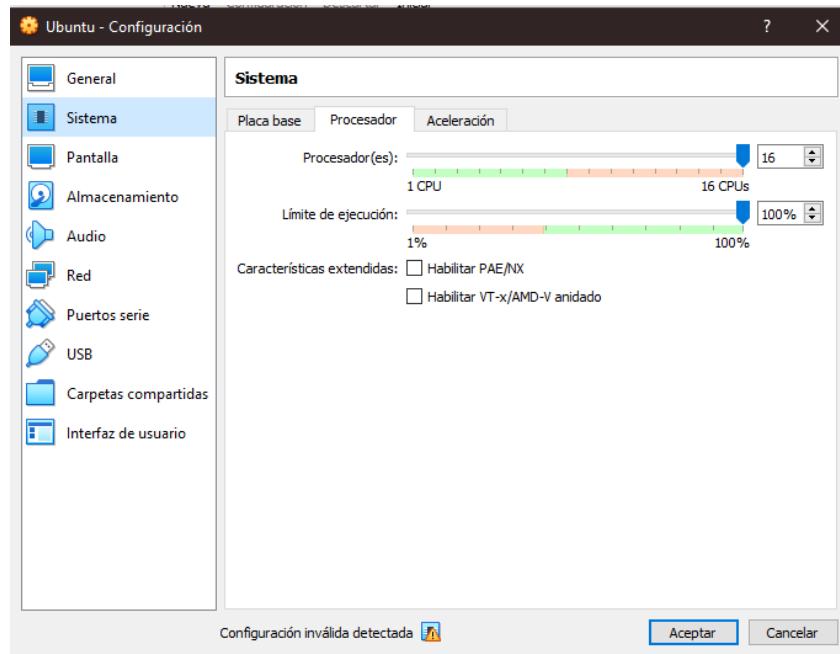 Ubuntu - Configuración
?
General
Sistema
Pantalla
Almacenamiento
Audio
Red
Puertos serie
USB
Carpetas compartidas
Interfaz de usuario
Sistema
Placa base Procesador Aceleración
Procesador(es): 16
1 CPU 16 CPUs
Límite de ejecución: 100%
1% 100%
Características extendidas: Habilitar PAE/NX
Habilitar VT-x/AMD-V anidado
Configuración inválida detectada
Aceptar Cancelar